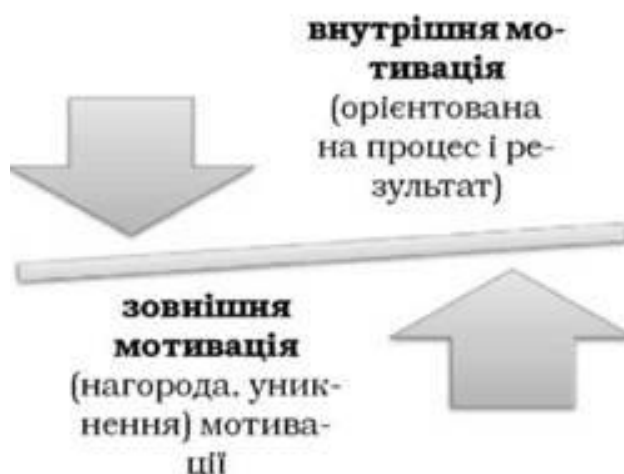 внутрішня мо-
тивація
(орієнтована
на процес і ре-
зультат)
зовнішня
мотивація
(нагорода, уник-
нення) мотива-
ції